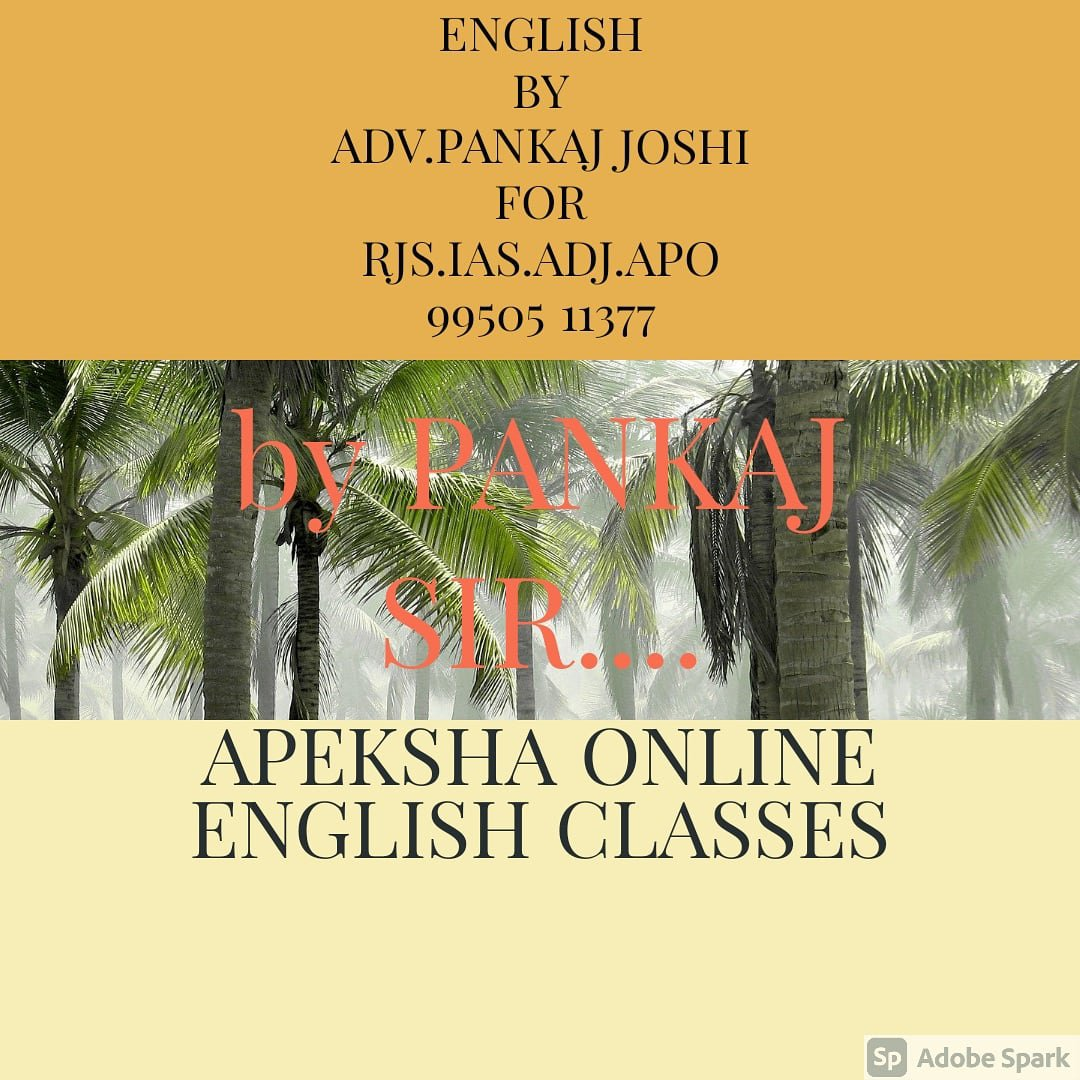 ENGLISH
BY
ADV.PANKAJ JOSHI
FOR
RJS.IAS.ADJ.APO
99505 11377
by PANKAJ
SIR....
APEKSHA ONLINE
ENGLISH CLASSES
Sp Adobe Spark